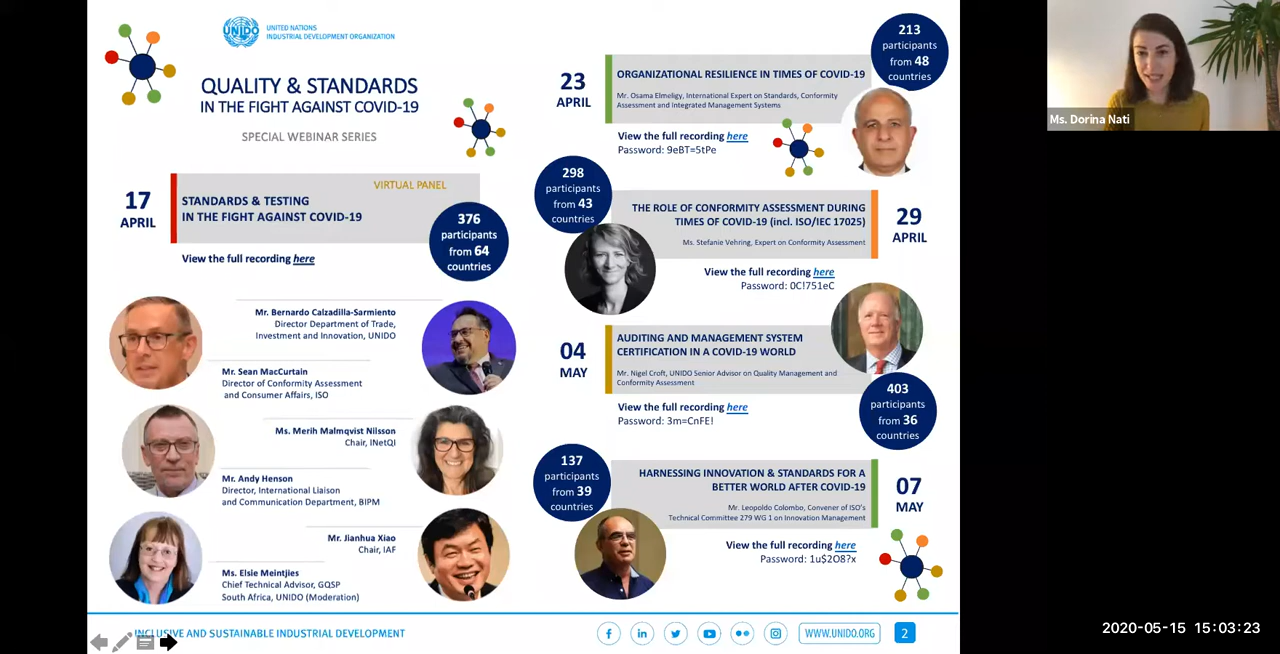 UNIDO
UNITED NATIONS
INDUSTRIAL DEVELOPMENT ORGANIZATION
QUALITY & STANDARDS
IN THE FIGHT AGAINST COVID-19
SPECIAL WEBINAR SERIES
17
APRIL
VIRTUAL PANEL
STANDARDS & TESTING
IN THE FIGHT AGAINST COVID-19
376
participants
from 64
countries
View the full recording here
Mr. Bernardo Calzadilla-Sarmiento
Director Department of Trade,
Investment and Innovation, UNIDO
Mr. Sean MacCurtain
Director of Conformity Assessment
and Consumer Affairs, ISO
Ms. Merih Malmqvist Nilsson
Chair, INetQI
Mr. Andy Henson
Director, International Liaison
and Communication Department, BIPM
Mr. Jianhua Xiao
Chair, IAF
Ms. Elsie Meintjies
Chief Technical Advisor, GQSP
South Africa, UNIDO (Moderation)
23
APRIL
ORGANIZATIONAL RESILIENCE IN TIMES OF COVID-19
Mr. Osama Elmeligy, International Expert on Standards, Conformity
Assessment and Integrated Management Systems
213
participants
from 48
countries
View the full recording here
Password: 9eBT=5tPe
298
participants
from 43
countries
THE ROLE OF CONFORMITY ASSESSMENT DURING
TIMES OF COVID-19 (incl. ISO/IEC 17025)
Ms. Stefanie Vehring, Expert on Conformity Assessment
29
APRIL
View the full recording here
Password: 0C!751eC
04
MAY
AUDITING AND MANAGEMENT SYSTEM
CERTIFICATION IN A COVID-19 WORLD
Mr. Nigel Croft, UNIDO Senior Advisor on Quality Management and
Conformity Assessment
403
participants
from 36
countries
View the full recording here
Password: 3m=CnFE!
137
participants
from 39
countries
HARNESSING INNOVATION & STANDARDS FOR A
BETTER WORLD AFTER COVID-19
Mr. Leopoldo Colombo, Convener of ISO's
Technical Committee 279 WG 1 on Innovation Management
07
MAY
View the full recording here
Password: 1u$2O8?x
INCLUSIVE AND SUSTAINABLE INDUSTRIAL DEVELOPMENT
WWW.UNIDO.ORG
2
Ms. Dorina Nati
2020-05-15 15:03:23